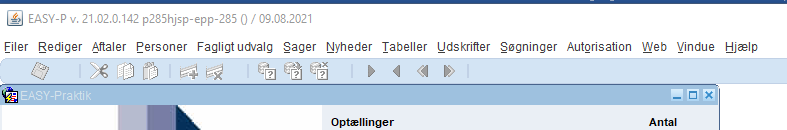 EASY-P v. 21.02.0.142 p285hjsp-epp-285 () / 09.08.2021
Filer Rediger Aftaler Personer Fagligt udvalg Sager Nyheder Tabeller Udskrifter Søgninger Autorisation Web Vindue Hjælp
EASY-Praktik
Optællinger Antal